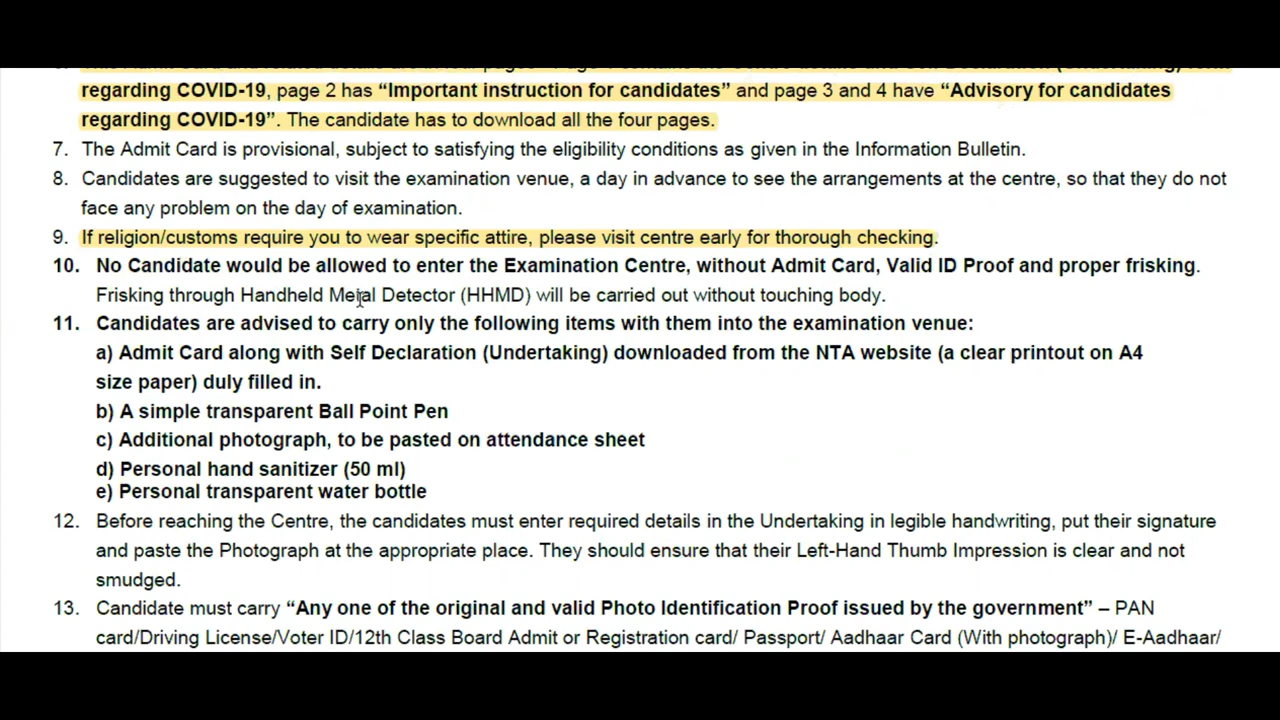 regarding COVID-19, page 2 has “Important instruction for candidates” and page 3 and 4 have “Advisory for candidates
regarding COVID-19”. The candidate has to download all the four pages.
7. The Admit Card is provisional, subject to satisfying the eligibility conditions as given in the Information Bulletin.
8. Candidates are suggested to visit the examination venue, a day in advance to see the arrangements at the centre, so that they do not
face any problem on the day of examination.
9. If religion/customs require you to wear specific attire, please visit centre early for thorough checking.
10. No Candidate would be allowed to enter the Examination Centre, without Admit Card, Valid ID Proof and proper frisking.
Frisking through Handheld Metal Detector (HHMD) will be carried out without touching body.
11. Candidates are advised to carry only the following items with them into the examination venue:
a) Admit Card along with Self Declaration (Undertaking) downloaded from the NTA website (a clear printout on A4
size paper) duly filled in.
b) A simple transparent Ball Point Pen
c) Additional photograph, to be pasted on attendance sheet
d) Personal hand sanitizer (50 ml)
e) Personal transparent water bottle
12. Before reaching the Centre, the candidates must enter required details in the Undertaking in legible handwriting, put their signature
and paste the Photograph at the appropriate place. They should ensure that their Left-Hand Thumb Impression is clear and not
smudged.
13. Candidate must carry “Any one of the original and valid Photo Identification Proof issued by the government” – PAN
card/Driving License/Voter ID/12th Class Board Admit or Registration card/ Passport/ Aadhaar Card (With photograph)/ E-Aadhaar/